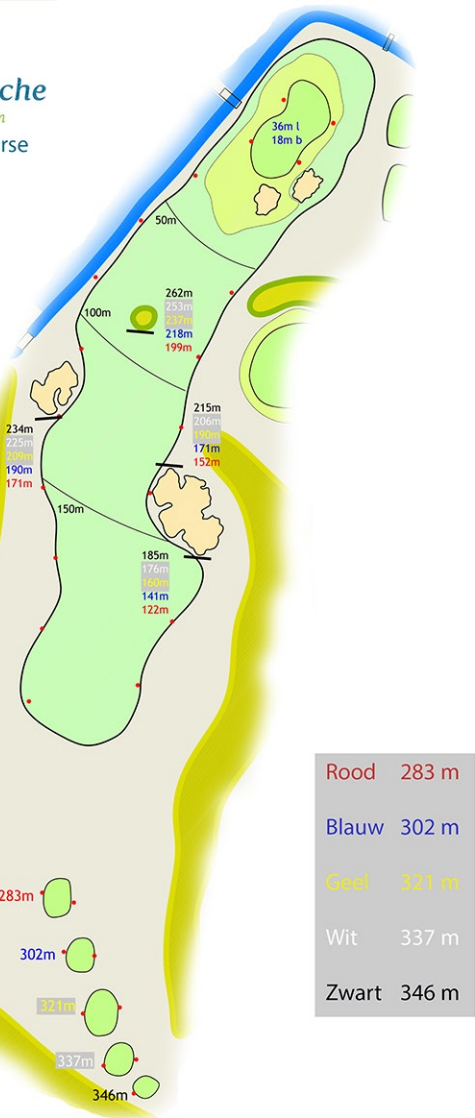 che
n
rse
36m l
18m b
50m
262m
253m
237m
218m
199m
100m
215m
206m
190m
171m
152m
234m
225m
209m
190m
171m
150m
185m
176m
160m
141m
122m
Rood 283 m
Blauw 302 m
Geel 321 m
Wit 337 m
Zwart 346 m
283m
302m
321m
337m
346m